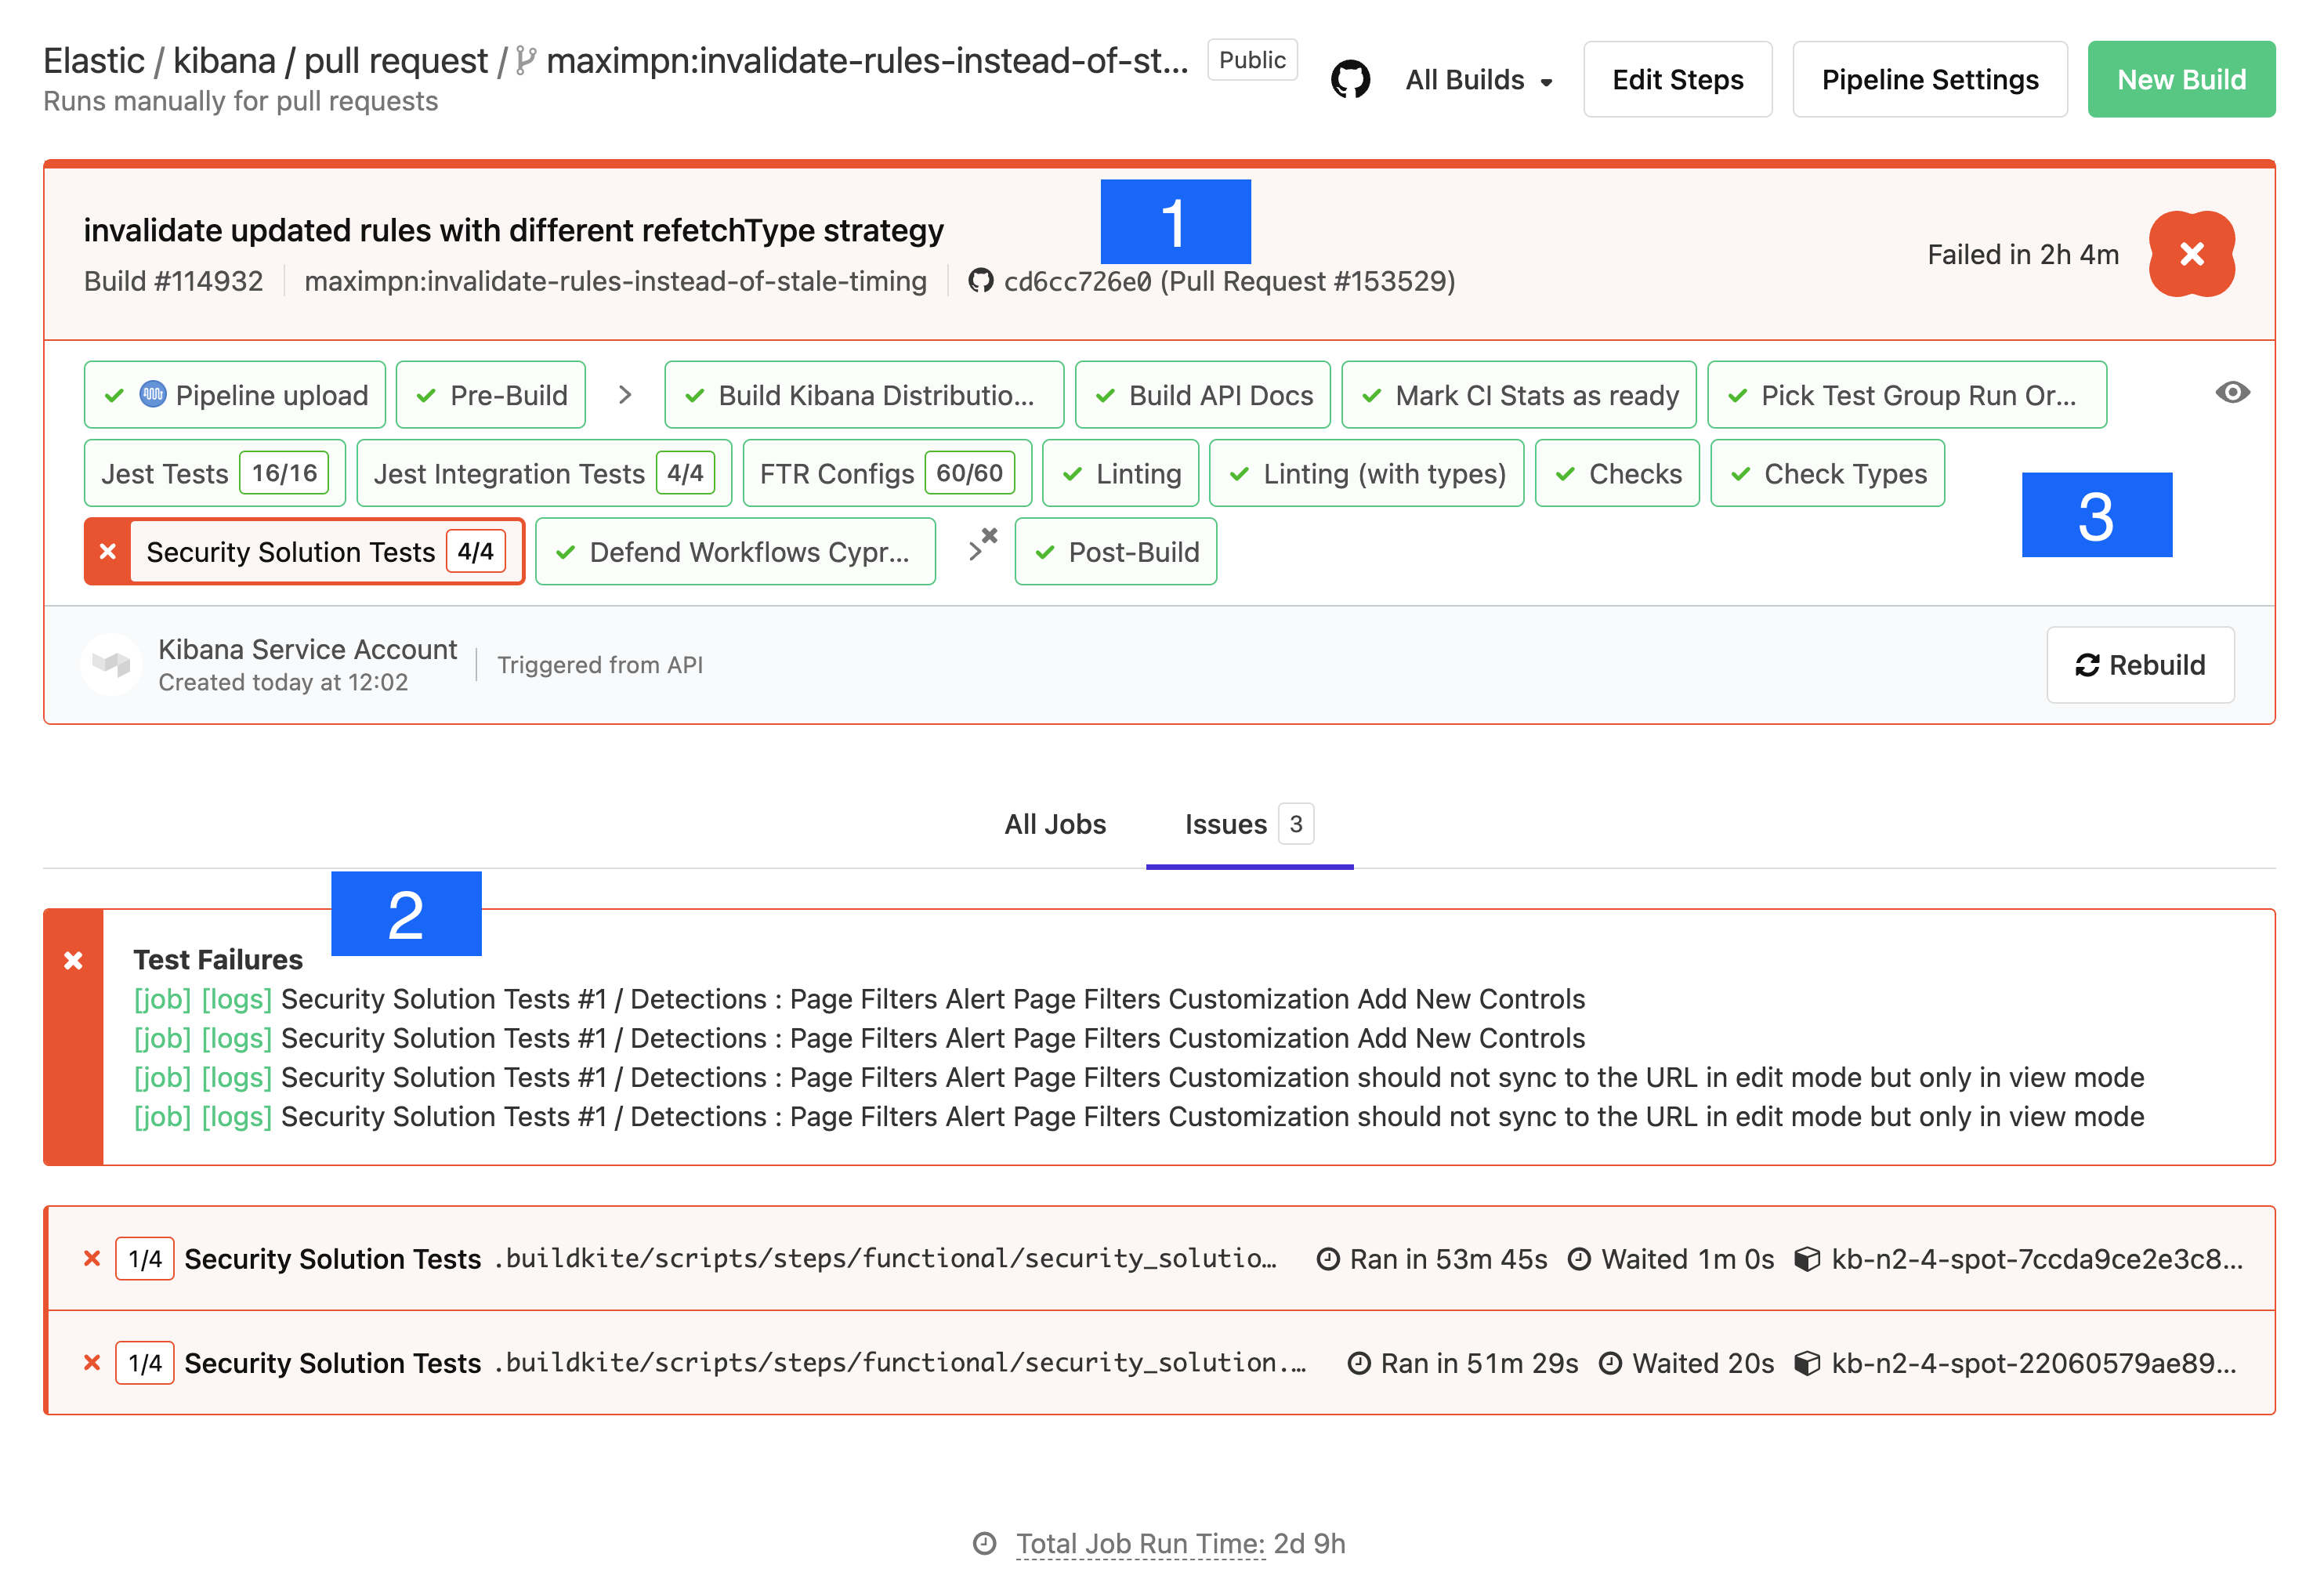 Elastic / kibana / pull request / maximpn:invalidate-rules-instead-of-st... Public
Runs manually for pull requests
All Builds
Edit Steps
Pipeline Settings
New Build
1
invalidate updated rules with different refetchType strategy
Build #114932 maximpn:invalidate-rules-instead-of-stale-timing cd6cc726e0 (Pull Request #153529)
Failed in 2h 4m
Pipeline upload Pre-Build Build Kibana Distributio... Build API Docs Mark CI Stats as ready Pick Test Group Run Or...
Jest Tests 16/16 Jest Integration Tests 4/4 FTR Configs 60/60 Linting Linting (with types) Checks Check Types
3
Security Solution Tests 4/4 Defend Workflows Cypr... Post-Build
Kibana Service Account
Created today at 12:02
Triggered from API
Rebuild
All Jobs Issues 3
2
Test Failures
[job] [logs] Security Solution Tests #1 / Detections : Page Filters Alert Page Filters Customization Add New Controls
[job] [logs] Security Solution Tests #1 / Detections : Page Filters Alert Page Filters Customization Add New Controls
[job] [logs] Security Solution Tests #1 / Detections : Page Filters Alert Page Filters Customization should not sync to the URL in edit mode but only in view mode
[job] [logs] Security Solution Tests #1 / Detections : Page Filters Alert Page Filters Customization should not sync to the URL in edit mode but only in view mode
1/4 Security Solution Tests .buildkite/scripts/steps/functional/security_solutio... Ran in 53m 45s Waited 1m 0s kb-n2-4-spot-7ccda9ce2e3c8...
1/4 Security Solution Tests .buildkite/scripts/steps/functional/security_solution.... Ran in 51m 29s Waited 20s kb-n2-4-spot-22060579ae89...
Total Job Run Time: 2d 9h